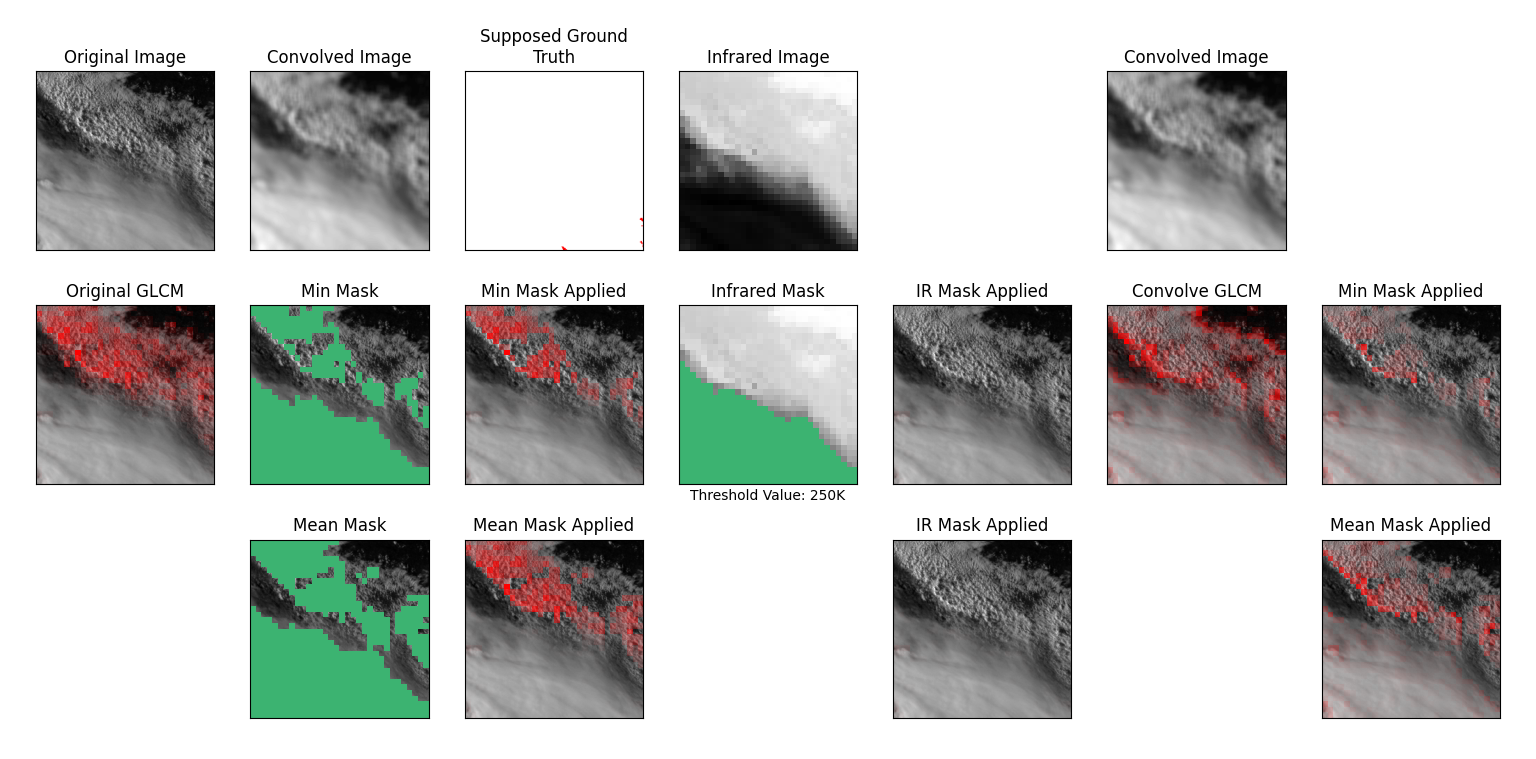 Original Image
Convolved Image
Supposed Ground
Truth
Infrared Image
Convolved Image
Original GLCM
Min Mask
Min Mask Applied
Infrared Mask
IR Mask Applied
Convolve GLCM
Min Mask Applied
Threshold Value: 250K
Mean Mask
Mean Mask Applied
IR Mask Applied
Mean Mask Applied